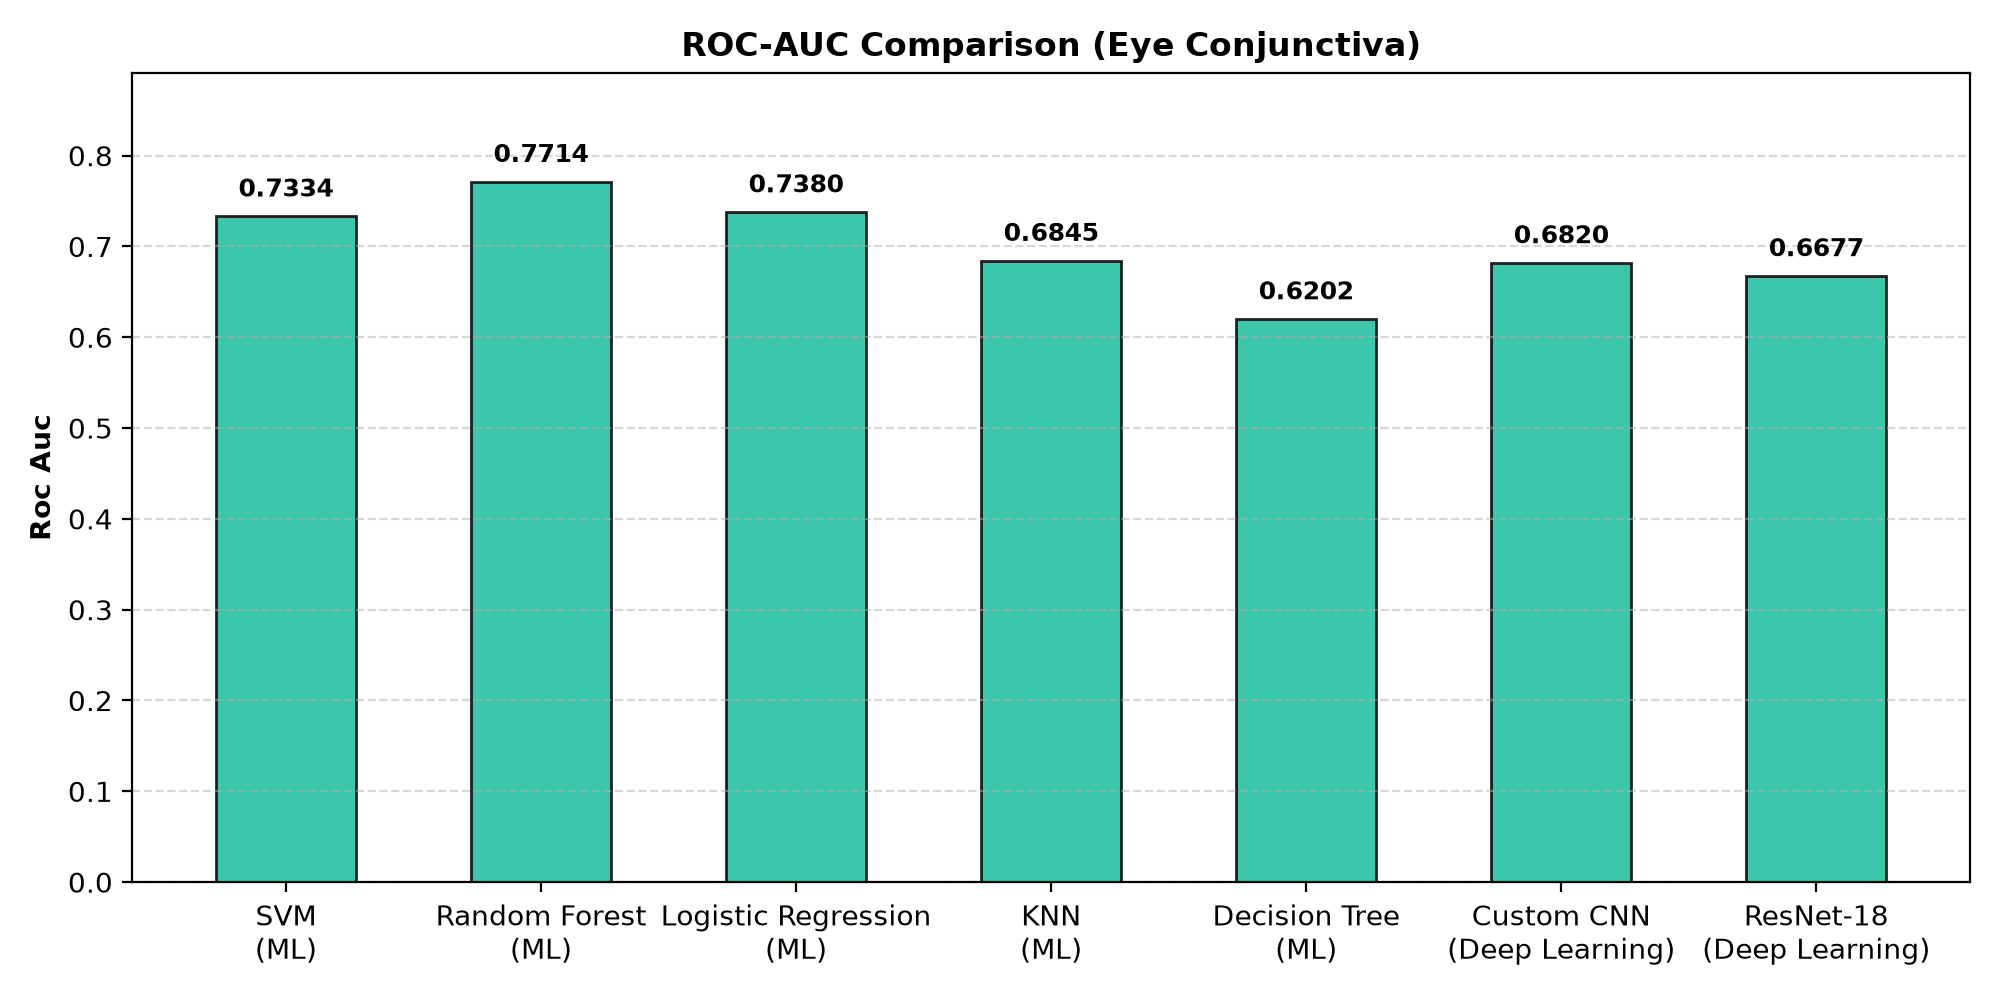 ROC-AUC Comparison (Eye Conjunctiva)
Roc Auc
0.8
0.7
0.6
0.5
0.4
0.3
0.2
0.1
0.0
0.7334
0.7714
0.7380
0.6845
0.6202
0.6820
0.6677
SVM
(ML)
Random Forest
(ML)
Logistic Regression
(ML)
KNN
(ML)
Decision Tree
(ML)
Custom CNN
(Deep Learning)
ResNet-18
(Deep Learning)